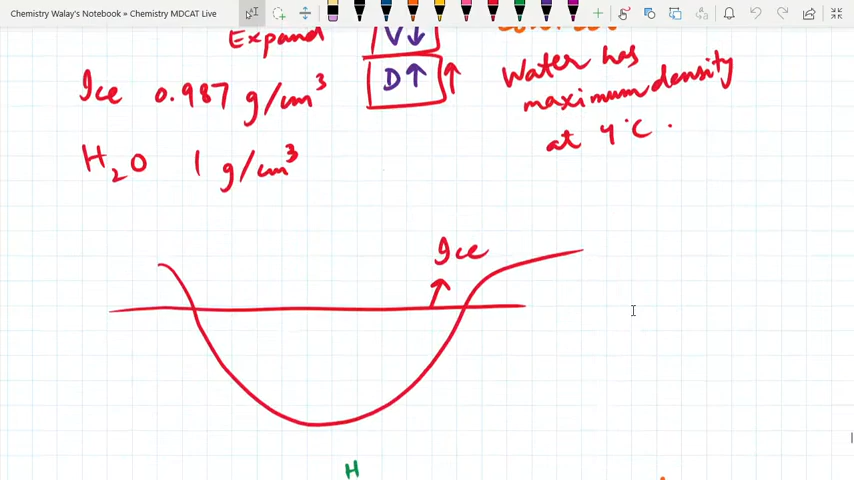 Chemistry Walay's Notebook » Chemistry MDCAT Live
Expand
V↓
D↑ ↑
Water has
maximum density
at 4°C.
Ice 0.987 g/cm³
H₂O 1 g/cm³
Ice
H